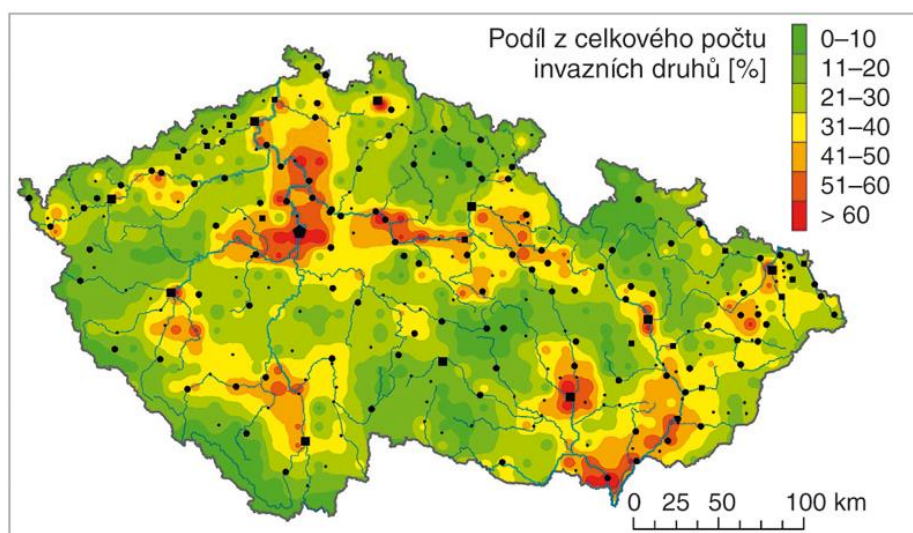 Podíl z celkového počtu
invazních druhů [%]
0–10
11–20
21–30
31–40
41–50
51–60
> 60
0 25 50 100 km